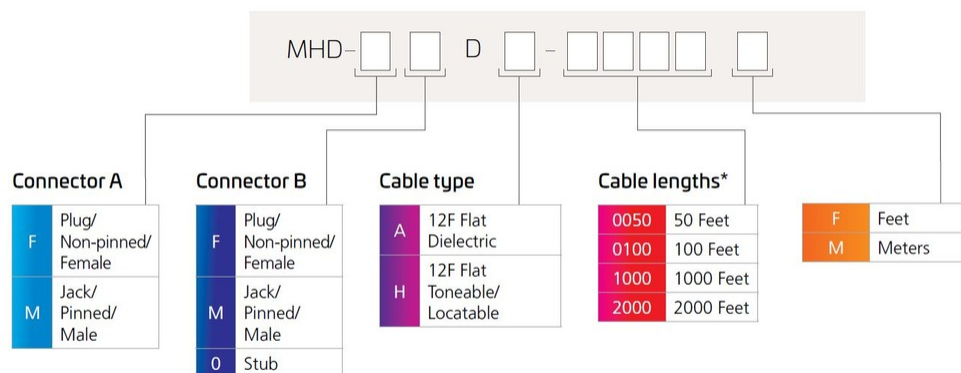 MHD- D -
Connector A
F Plug/
Non-pinned/
Female
M Jack/
Pinned/
Male
Connector B
F Plug/
Non-pinned/
Female
M Jack/
Pinned/
Male
0 Stub
Cable type
A 12F Flat
Dielectric
H 12F Flat
Toneable/
Locatable
Cable lengths*
0050 50 Feet
0100 100 Feet
1000 1000 Feet
2000 2000 Feet
F Feet
M Meters